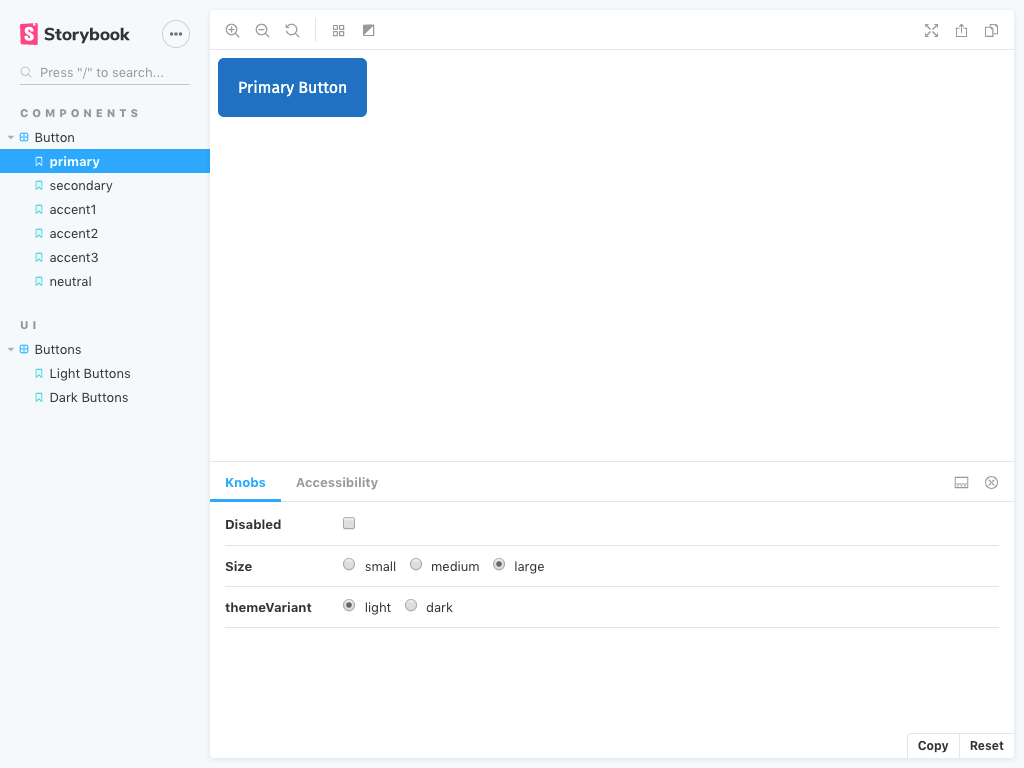 Storybook
Press "/" to search...
COMPONENTS
Button
primary
secondary
accent1
accent2
accent3
neutral
UI
Buttons
Light Buttons
Dark Buttons
Primary Button
Knobs Accessibility
Disabled
Size small medium large
themeVariant light dark
Copy Reset